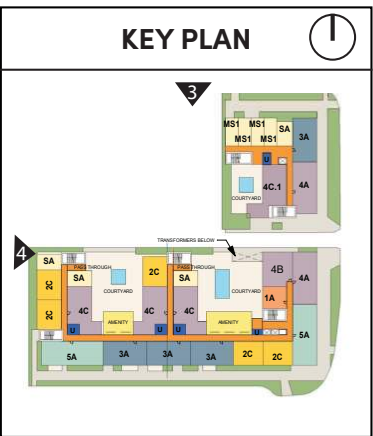 KEY PLAN
3
MS1 MS1 SA 3A
MS1 MS1
U
COURTYARD 4C.1 4A
TRANSFORMERS BELOW
4
SA 2C 4B 4A
PASS THROUGH PASS THROUGH
2C SA COURTYARD SA COURTYARD
1A
2C 4C 4C 4C
AMENITY AMENITY
U U U U
5A
5A 3A 3A 3A 2C 2C